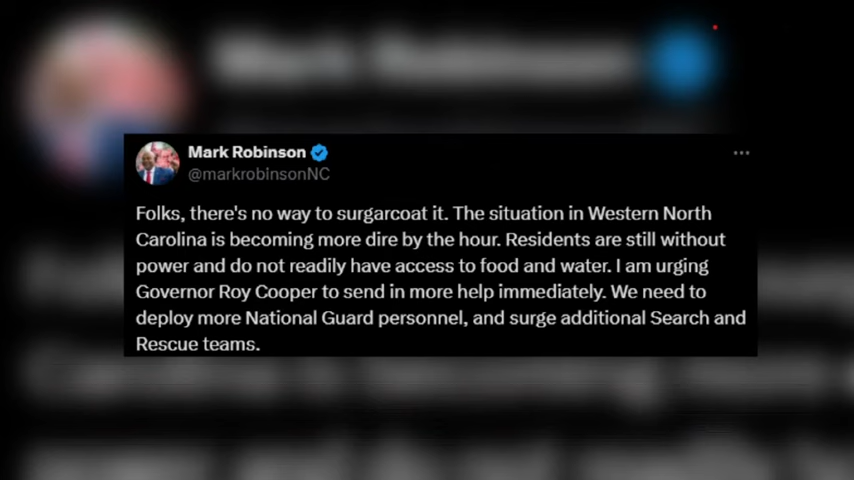 Mark Robinson
@markrobinsonNC
Folks, there's no way to surgarcoat it. The situation in Western North
Carolina is becoming more dire by the hour. Residents are still without
power and do not readily have access to food and water. I am urging
Governor Roy Cooper to send in more help immediately. We need to
deploy more National Guard personnel, and surge additional Search and
Rescue teams.